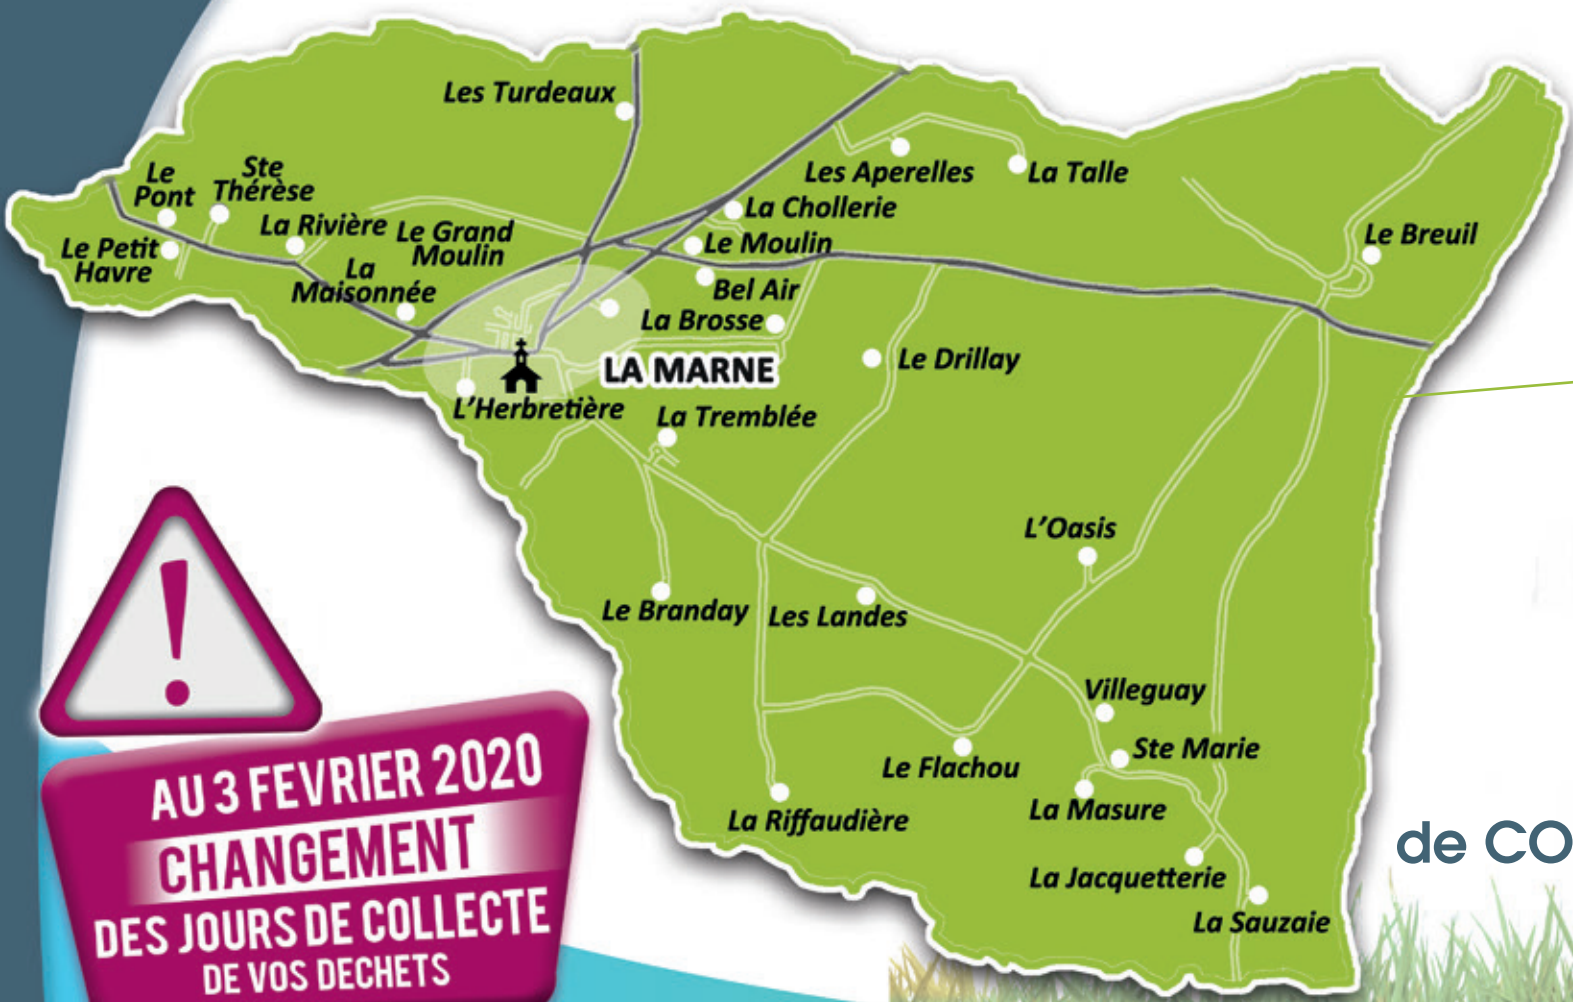 Les Turdeaux
Le
Pont
Ste
Thérèse
Les Aperelles
La Talle
La Rivière
Le Grand
Moulin
La Chollerie
Le Moulin
Le Breuil
Le Petit
Havre
La
Maisonnée
Bel Air
La Brosse
Le Drillay
LA MARNE
L'Herbretière
La Tremblée
L'Oasis
Le Branday
Les Landes
Villeguay
Ste Marie
Le Flachou
La Masure
La Riffaudière
La Jacquetterie
La Sauzaie
!
AU 3 FEVRIER 2020
CHANGEMENT
DES JOURS DE COLLECTE
DE VOS DECHETS
de CO